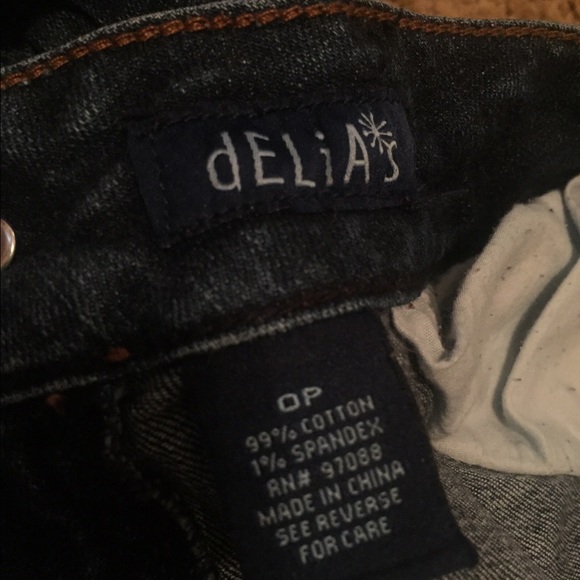 dELiA*s
0P
99% COTTON
1% SPANDEX
RN# 97088
MADE IN CHINA
SEE REVERSE
FOR CARE